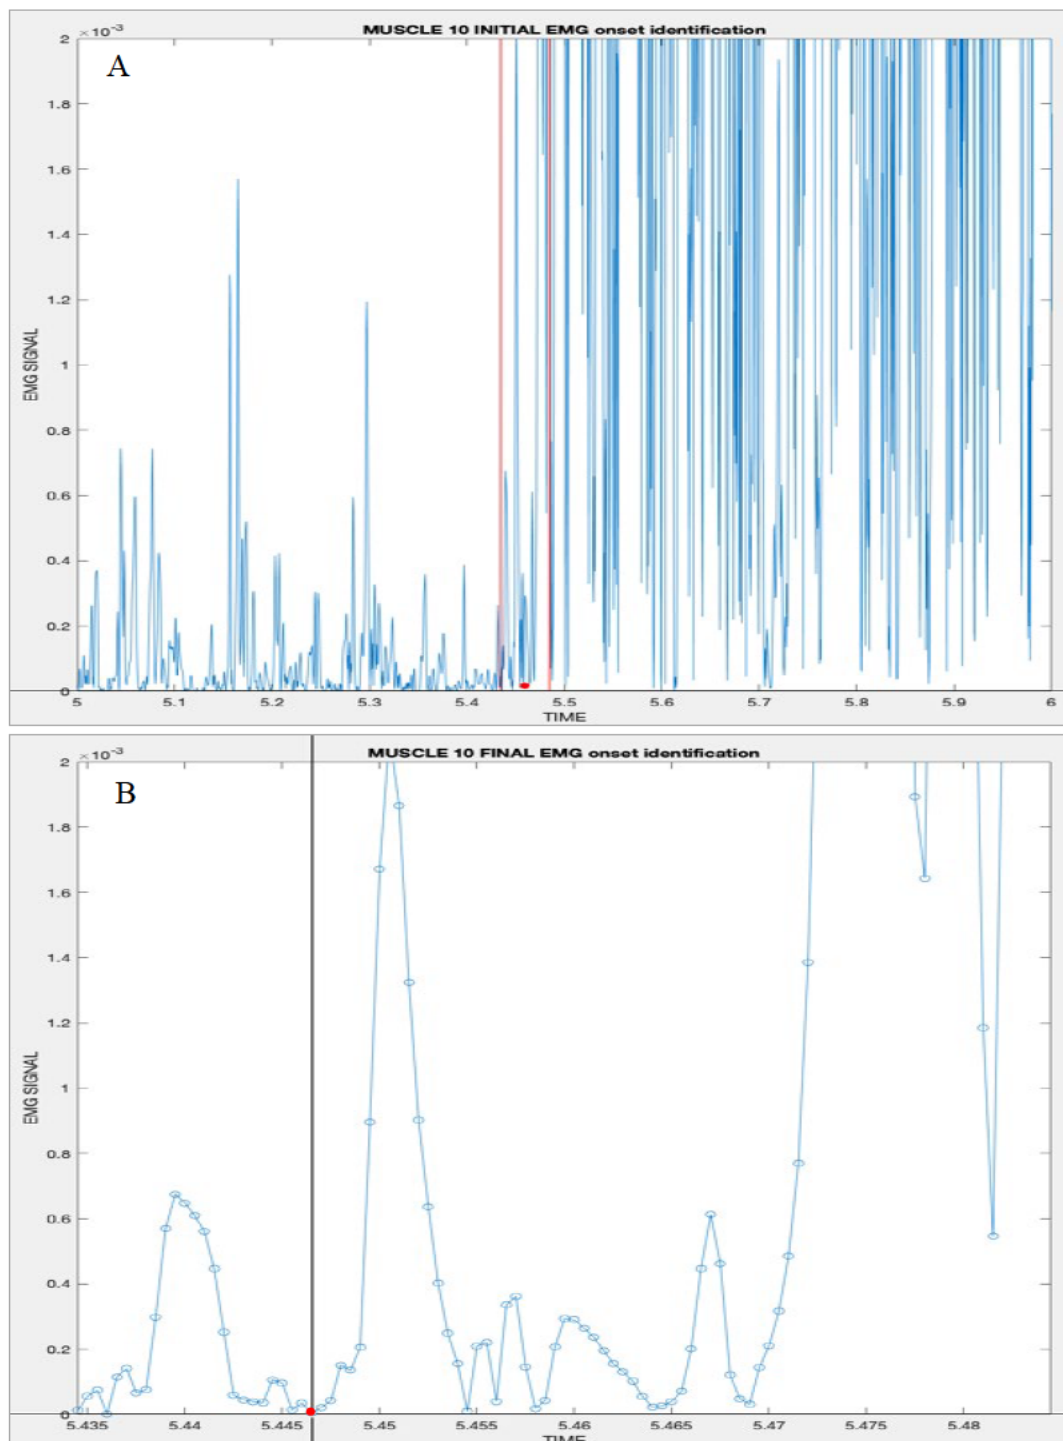 MUSCLE 10 INITIAL EMG onset identification
×10⁻³
A
2
1.8
1.6
1.4
1.2
1
0.8
0.6
0.4
0.2
0
EMG SIGNAL
5 5.1 5.2 5.3 5.4 5.5 5.6 5.7 5.8 5.9 6
TIME
MUSCLE 10 FINAL EMG onset identification
×10⁻³
B
2
1.8
1.6
1.4
1.2
1
0.8
0.6
0.4
0.2
0
EMG SIGNAL
5.435 5.44 5.445 5.45 5.455 5.46 5.465 5.47 5.475 5.48
TIME